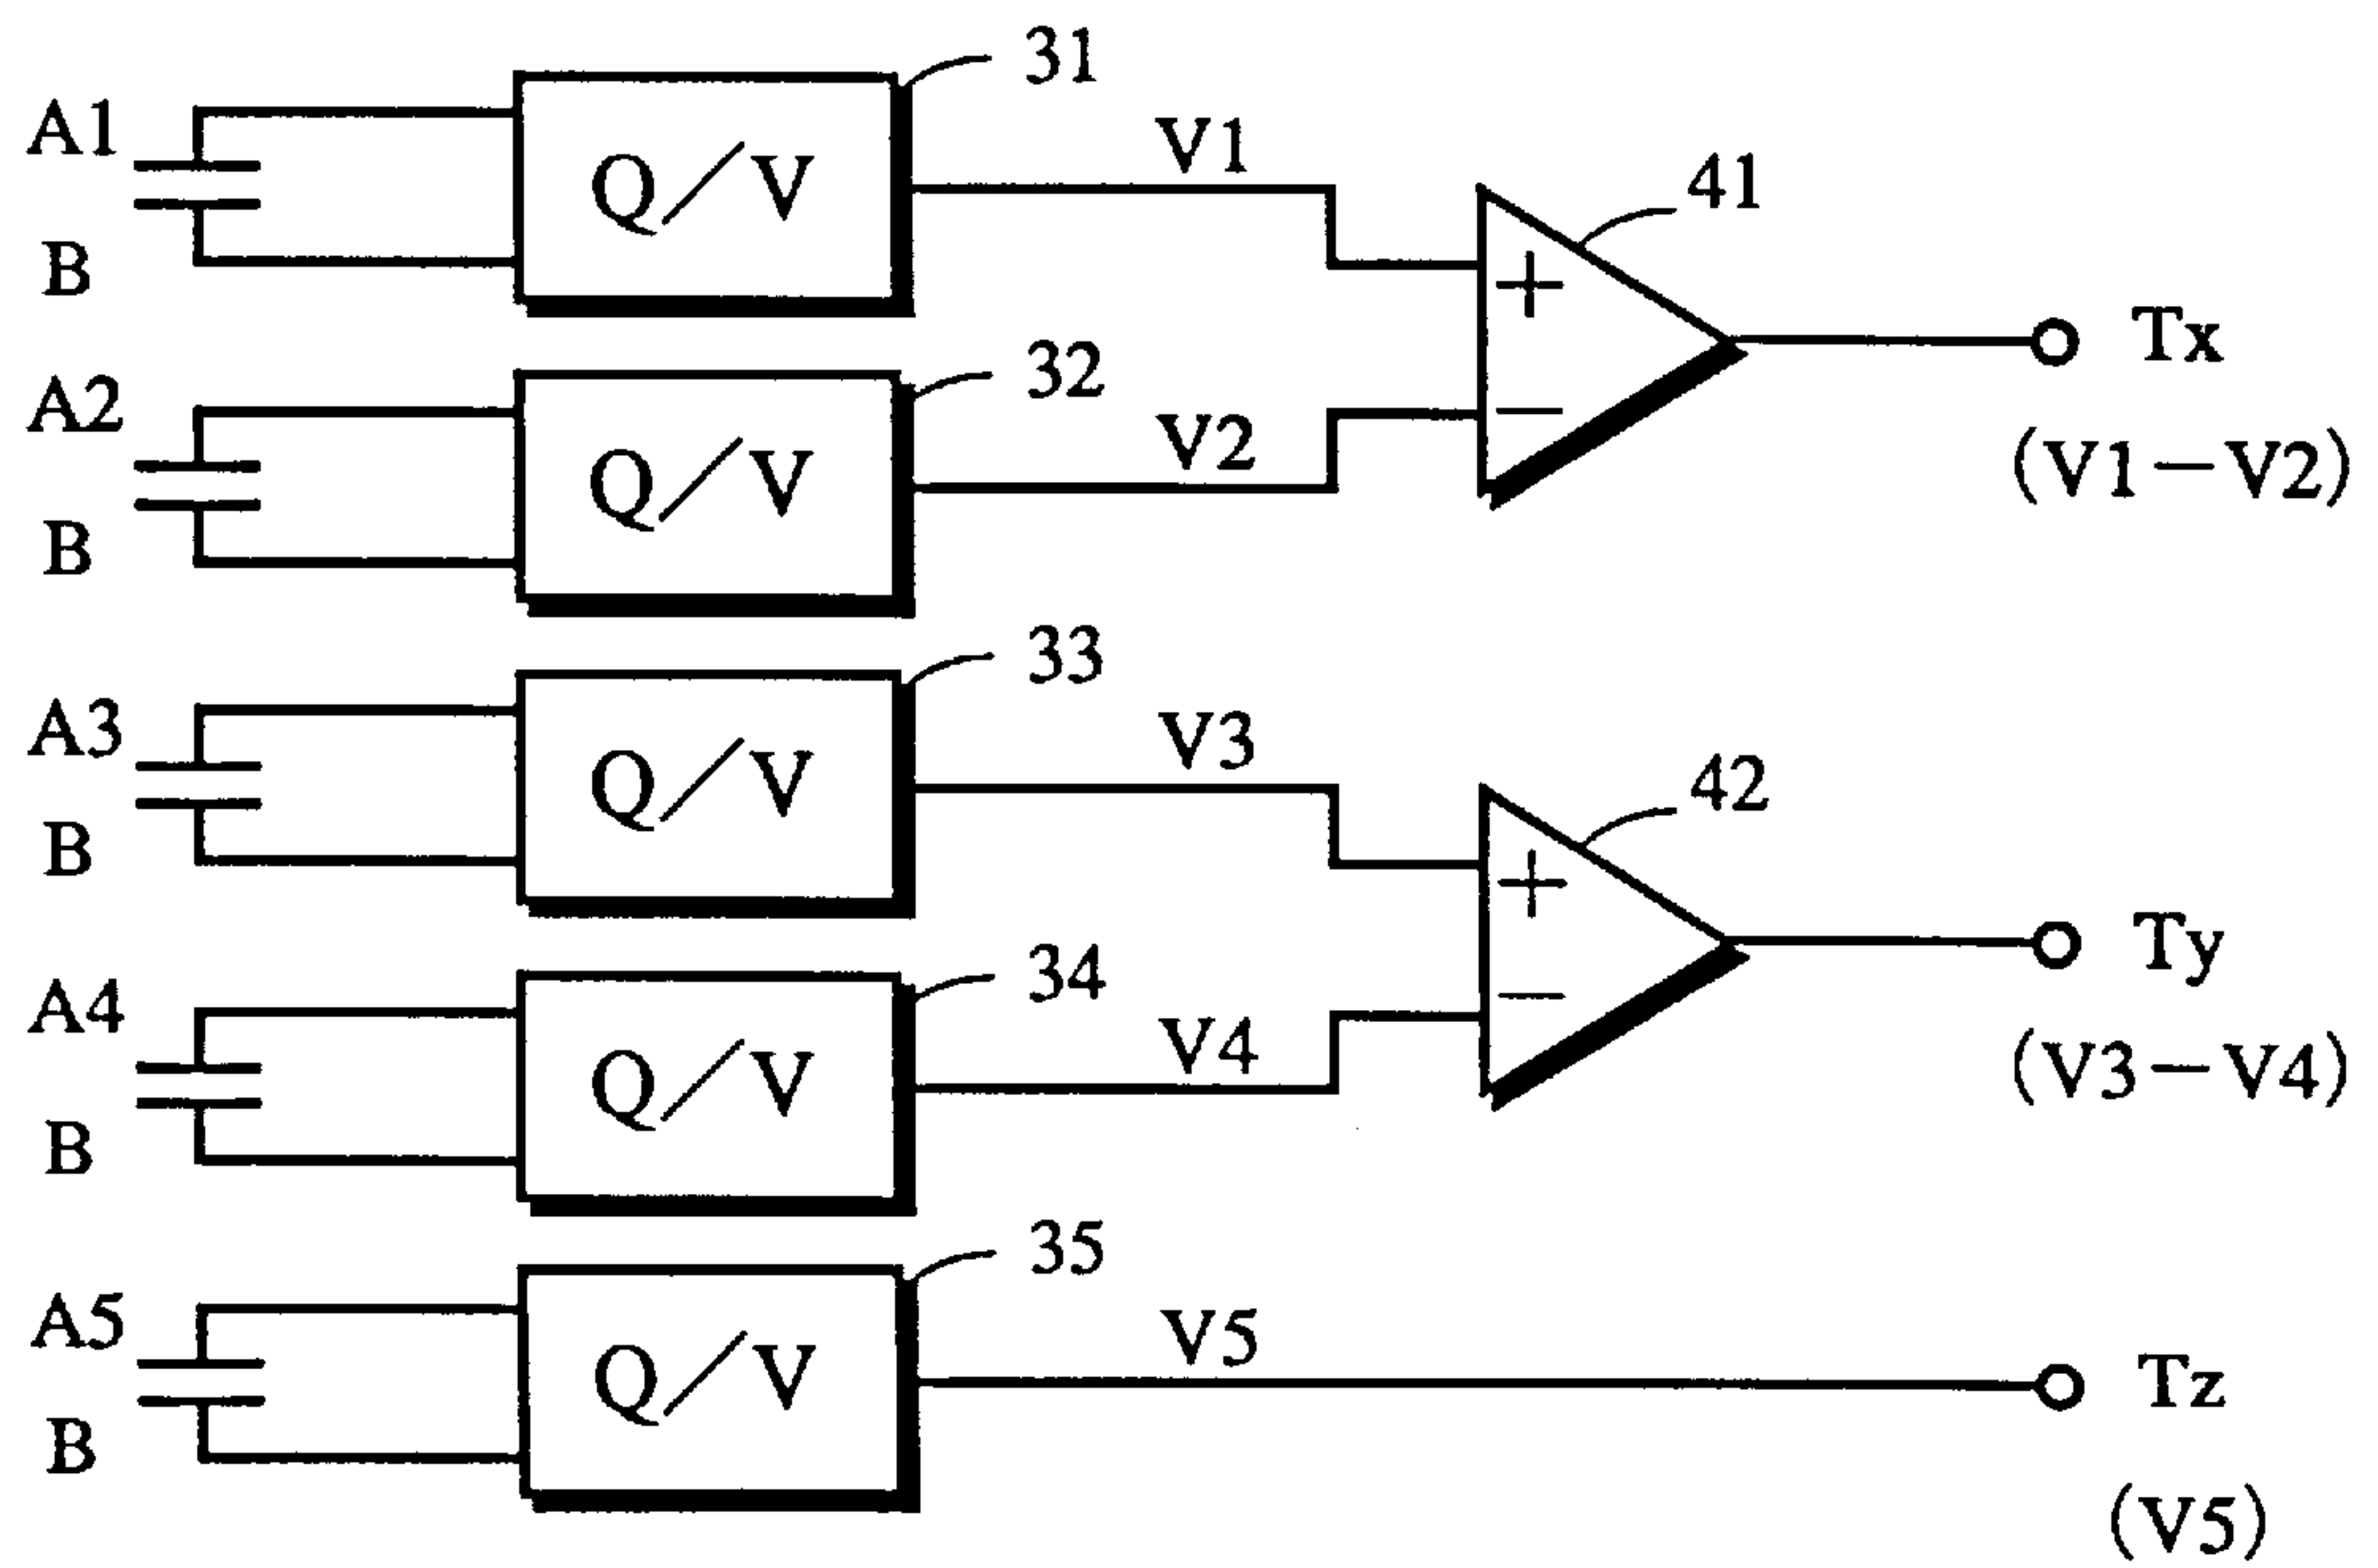 A1
B
Q/V
31
V1
+
−
41
Tx
(V1−V2)
A2
B
Q/V
32
V2
A3
B
Q/V
33
V3
+
−
42
Ty
(V3−V4)
A4
B
Q/V
34
V4
A5
B
Q/V
35
V5
Tz
(V5)